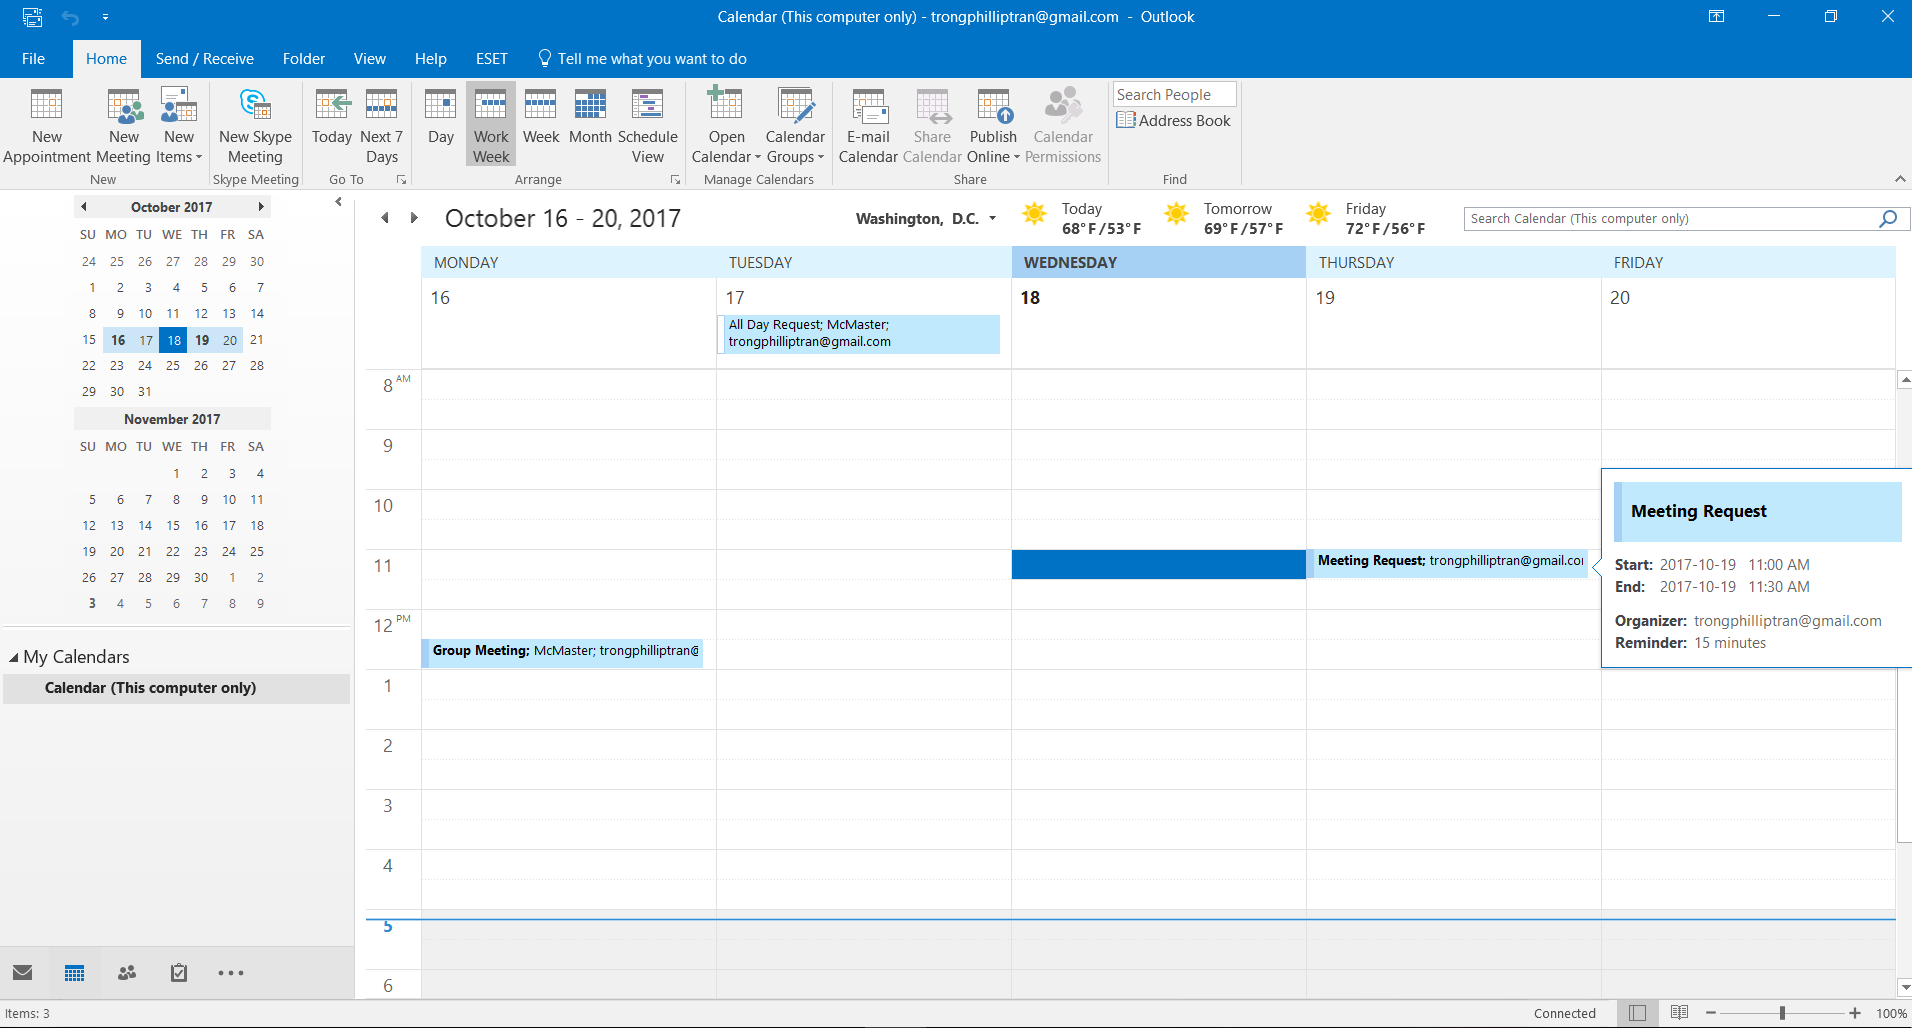 Calendar (This computer only) - trongphilliptran@gmail.com - Outlook
File Home Send / Receive Folder View Help ESET Tell me what you want to do
New Appointment
New Meeting
New Items
New
New Skype Meeting
Skype Meeting
Today
Next 7 Days
Go To
Day
Work Week
Week
Month
Schedule View
Arrange
Open Calendar
Calendar Groups
Manage Calendars
E-mail Calendar
Share Calendar
Publish Online
Calendar Permissions
Share
Search People
Address Book
Find
October 2017
SU MO TU WE TH FR SA
24 25 26 27 28 29 30
1 2 3 4 5 6 7
8 9 10 11 12 13 14
15 16 17 18 19 20 21
22 23 24 25 26 27 28
29 30 31
November 2017
SU MO TU WE TH FR SA
1 2 3 4
5 6 7 8 9 10 11
12 13 14 15 16 17 18
19 20 21 22 23 24 25
26 27 28 29 30 1 2
3 4 5 6 7 8 9
My Calendars
Calendar (This computer only)
October 16 - 20, 2017
Washington, D.C.
Today
68°F/53°F
Tomorrow
69°F/57°F
Friday
72°F/56°F
Search Calendar (This computer only)
MONDAY TUESDAY WEDNESDAY THURSDAY FRIDAY
16 17 18 19 20
All Day Request; McMaster;
trongphilliptran@gmail.com
8 AM
9
10
11
Meeting Request; trongphilliptran@gmail.co
12 PM
Group Meeting; McMaster; trongphilliptran@
1
2
3
4
5
6
Meeting Request
Start: 2017-10-19 11:00 AM
End: 2017-10-19 11:30 AM
Organizer: trongphilliptran@gmail.com
Reminder: 15 minutes
Items: 3
Connected
100%